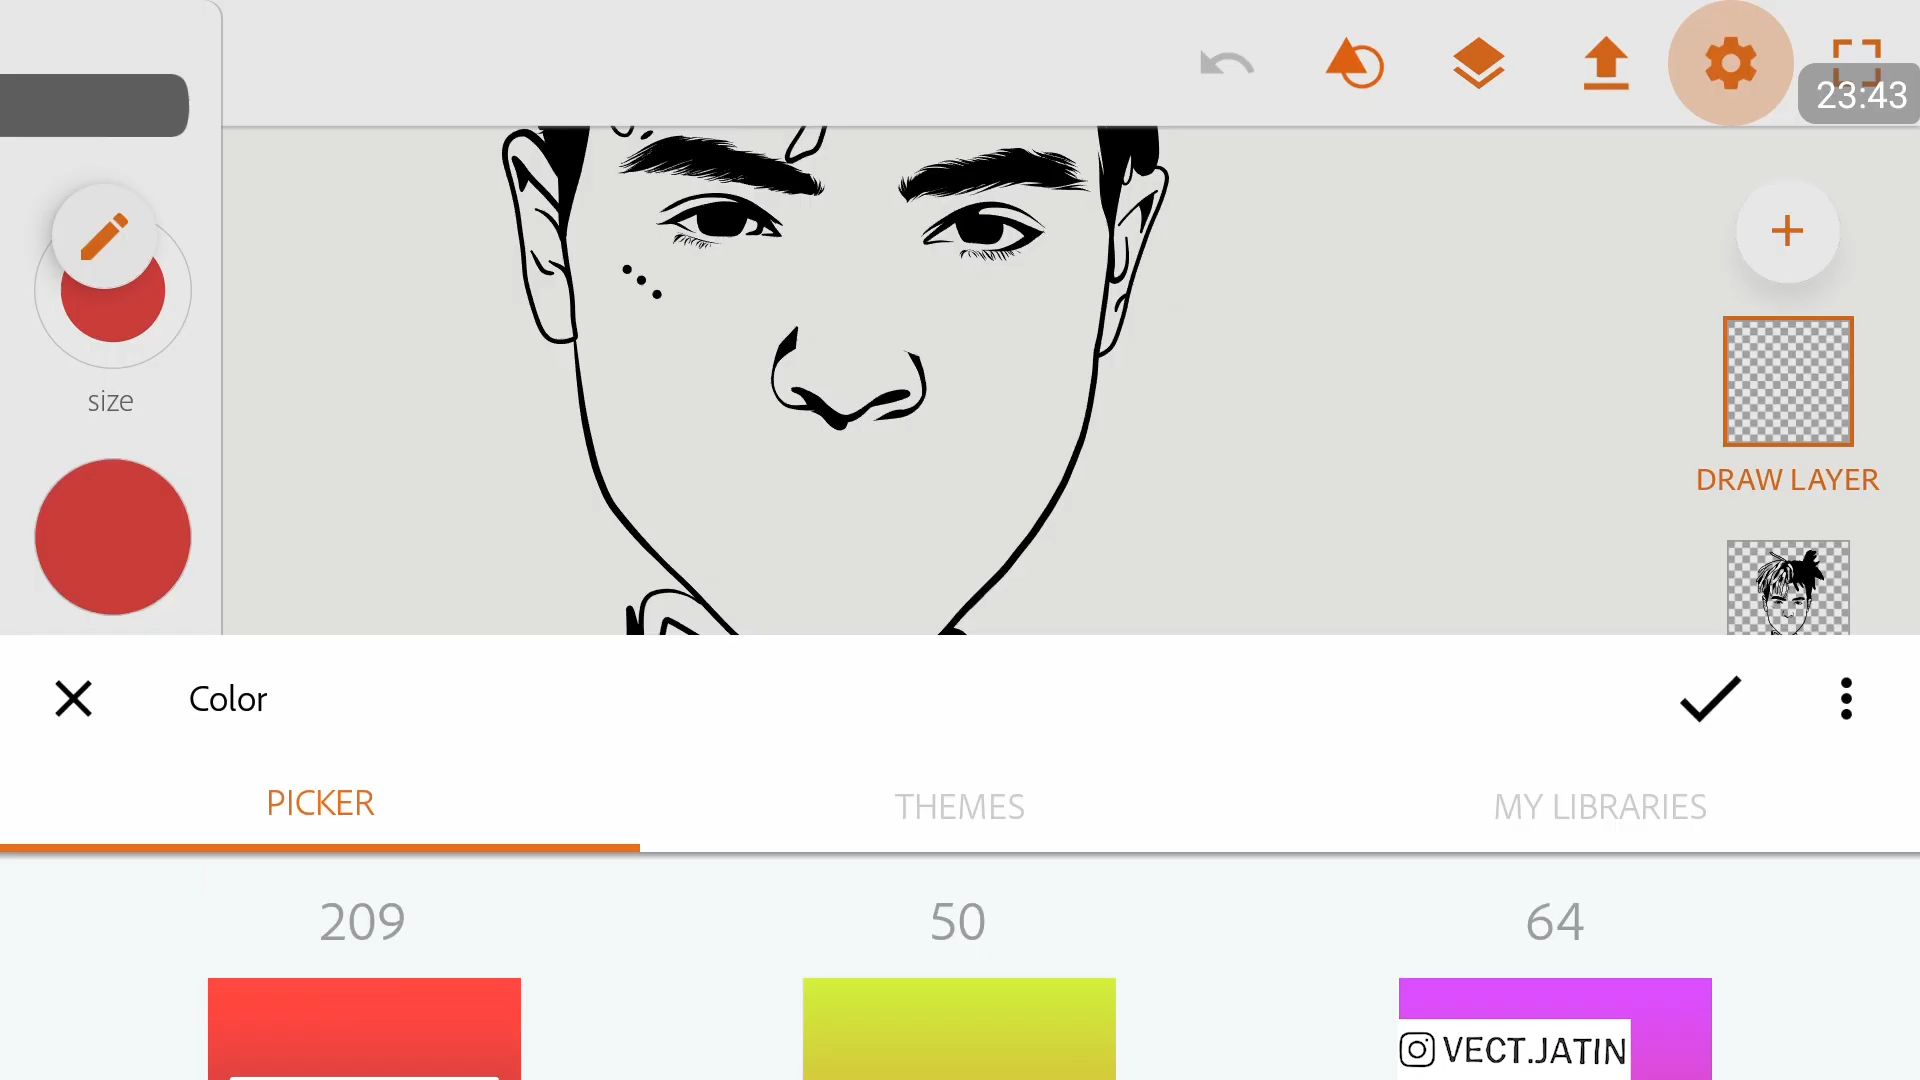 23:43
size
DRAW LAYER
Color
PICKER
THEMES
MY LIBRARIES
209
50
64
VECT.JATIN